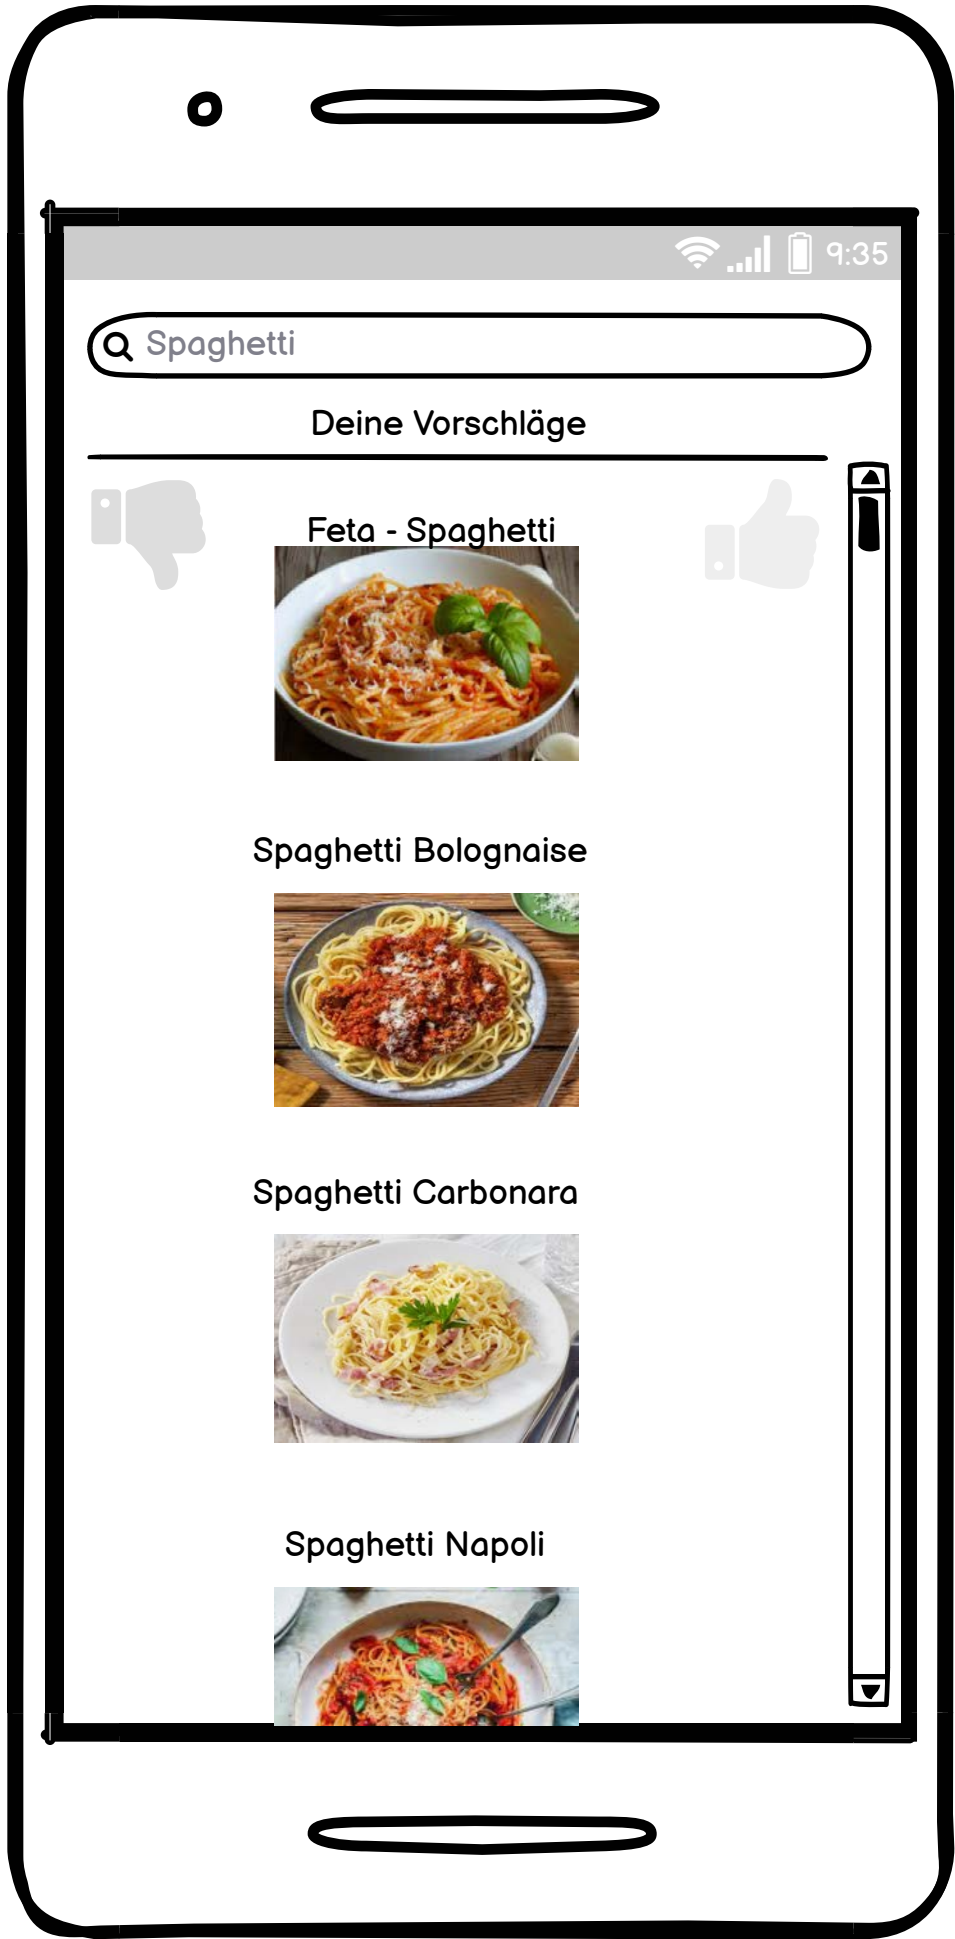 9:35
Spaghetti
Deine Vorschläge
Feta - Spaghetti
Spaghetti Bolognaise
Spaghetti Carbonara
Spaghetti Napoli